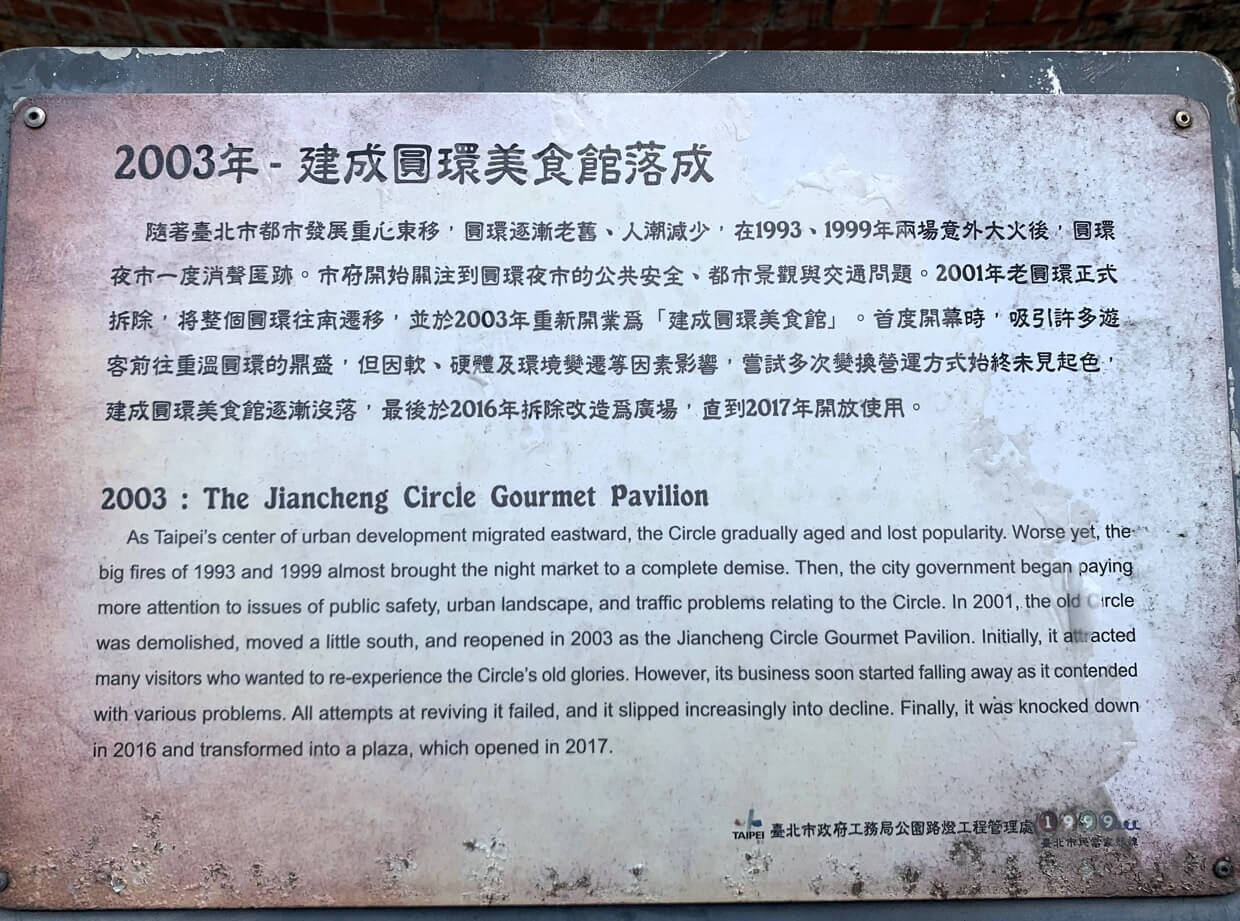 2003年 - 建成圓環美食館落成
隨著臺北市都市發展重心東移，圓環逐漸老舊、人潮減少，在1993、1999年兩場意外大火後，圓環
夜市一度消聲匿跡。市府開始關注到圓環夜市的公共安全、都市景觀與交通問題。2001年老圓環正式
拆除，將整個圓環往南遷移，並於2003年重新開業爲「建成圓環美食館」。首度開幕時，吸引許多遊
客前往重溫圓環的鼎盛，但因軟、硬體及環境變遷等因素影響，嘗試多次變換營運方式始終未見起色，
建成圓環美食館逐漸沒落，最後於2016年拆除改造爲廣場，直到2017年開放使用。
2003 : The Jiancheng Circle Gourmet Pavilion
As Taipei's center of urban development migrated eastward, the Circle gradually aged and lost popularity. Worse yet, the
big fires of 1993 and 1999 almost brought the night market to a complete demise. Then, the city government began paying
more attention to issues of public safety, urban landscape, and traffic problems relating to the Circle. In 2001, the old Circle
was demolished, moved a little south, and reopened in 2003 as the Jiancheng Circle Gourmet Pavilion. Initially, it attracted
many visitors who wanted to re-experience the Circle's old glories. However, its business soon started falling away as it contended
with various problems. All attempts at reviving it failed, and it slipped increasingly into decline. Finally, it was knocked down
in 2016 and transformed into a plaza, which opened in 2017.
TAIPEI 臺北市政府工務局公園路燈工程管理處 1999
臺北市民當家熱線